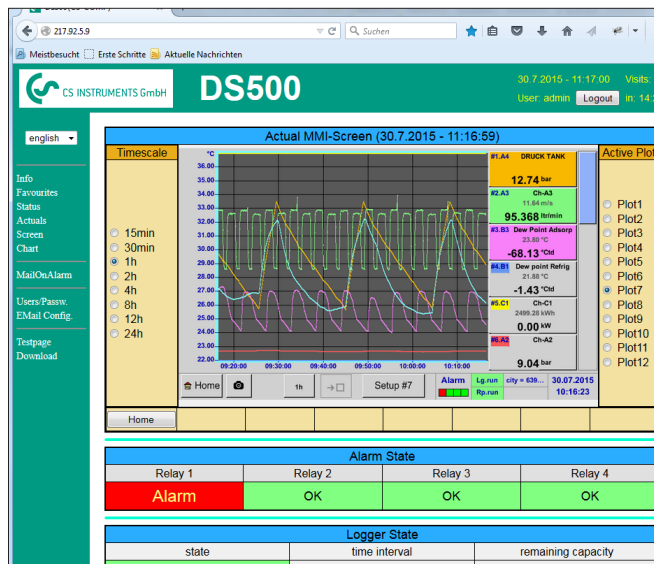 217.92.5.9
Suchen
Meistbesucht
Erste Schritte
Aktuelle Nachrichten
CS INSTRUMENTS GmbH
DS500
30.7.2015 - 11:17:00 Visits:
User: admin Logout in: 14:
english
Info
Favourites
Status
Actuals
Screen
Chart
MailOnAlarm
Users/Passw.
EMail Config.
Testpage
Download
Actual MMI-Screen (30.7.2015 - 11:16:59)
Timescale
15min
30min
1h
2h
4h
8h
12h
24h
°C
36.00
35.00
34.00
33.00
32.00
31.00
30.00
29.00
28.00
27.00
26.00
25.00
24.00
23.00
22.00
09:20:00 09:30:00 09:40:00 09:50:00 10:00:00 10:10:00
#1.A4 DRUCK TANK
12.74 bar
#2.A3 Ch-A3
11.64 m/s
95.368 ltr/min
#3.B3 Dew Point Adsorp
23.80 °C
-68.13 °Ctd
#4.B1 Dew point Refrig
21.88 °C
-1.43 °Ctd
#5.C1 Ch-C1
2499.28 kWh
0.00 kW
#6.A2 Ch-A2
9.04 bar
Active Plot
Plot1
Plot2
Plot3
Plot4
Plot5
Plot6
Plot7
Plot8
Plot9
Plot10
Plot11
Plot12
Home
1h
Setup #7
Alarm
Lg.run
Rp.run
city = 639...
30.07.2015
10:16:23
Home
Alarm State
Relay 1 Relay 2 Relay 3 Relay 4
Alarm OK OK OK
Logger State
state time interval remaining capacity